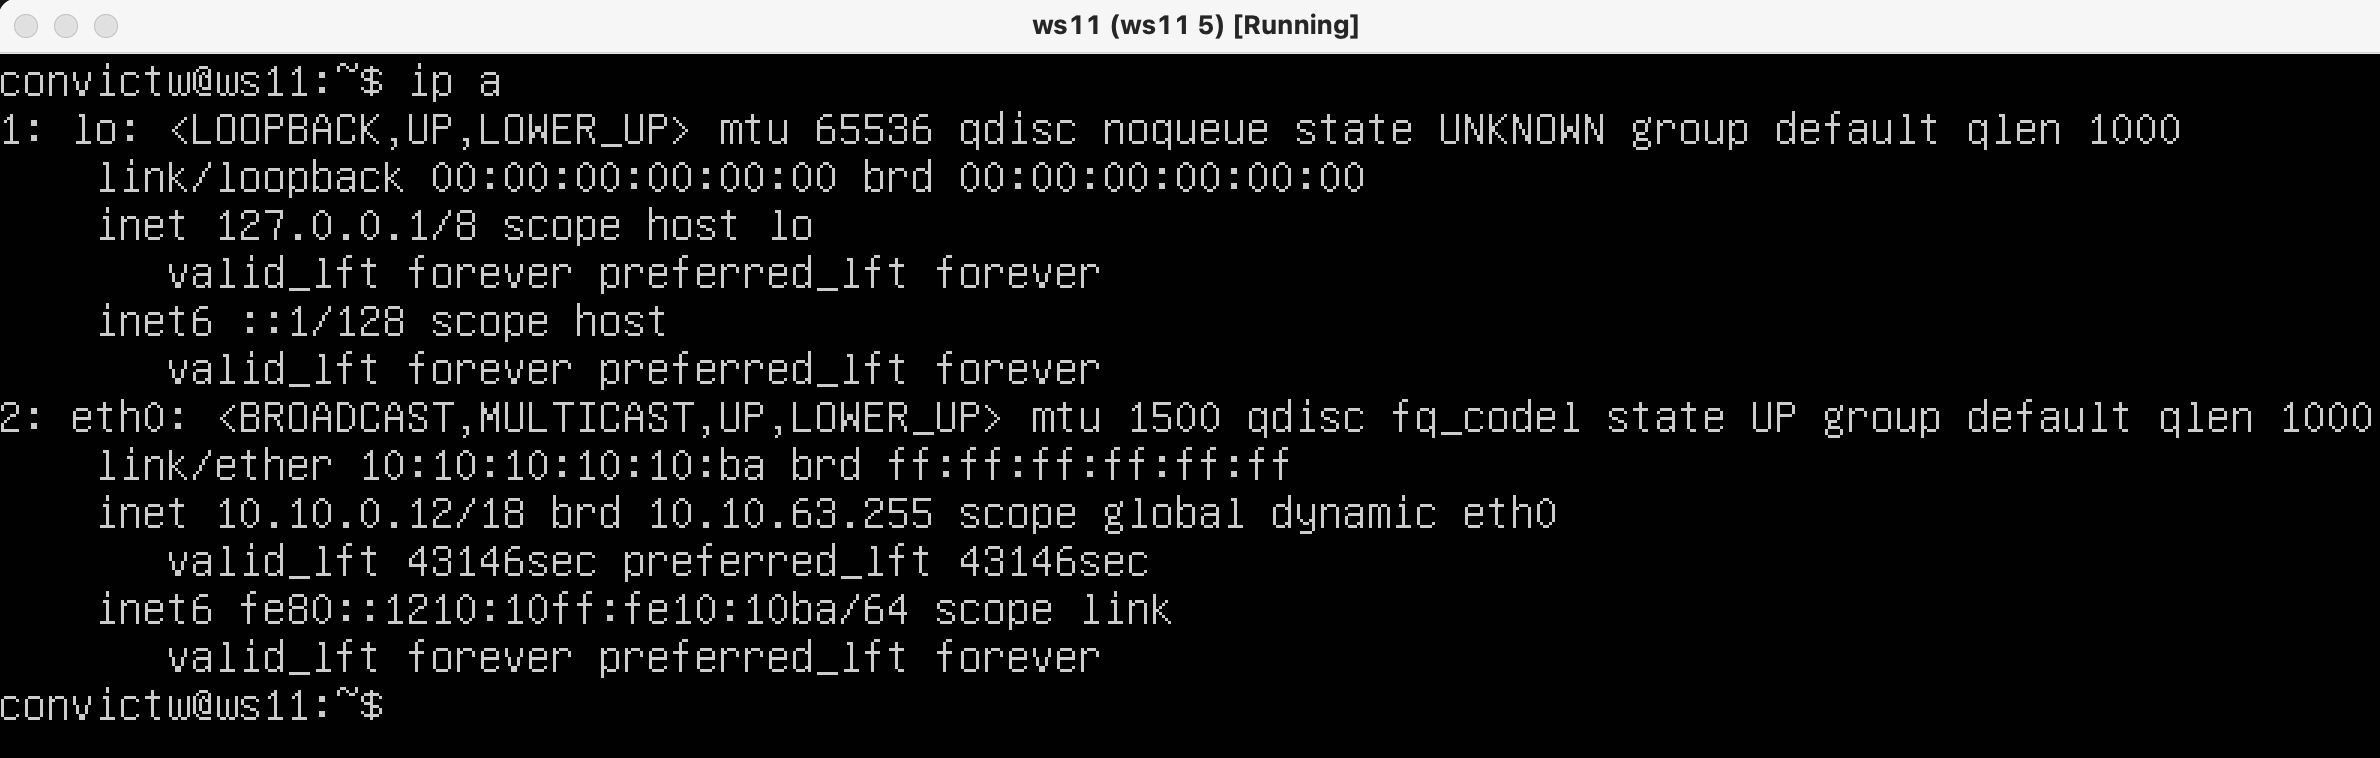 ws11 (ws11 5) [Running]
convictw@ws11:~$ ip a
1: lo: <LOOPBACK,UP,LOWER_UP> mtu 65536 qdisc noqueue state UNKNOWN group default qlen 1000
    link/loopback 00:00:00:00:00:00 brd 00:00:00:00:00:00
    inet 127.0.0.1/8 scope host lo
       valid_lft forever preferred_lft forever
    inet6 ::1/128 scope host
       valid_lft forever preferred_lft forever
2: eth0: <BROADCAST,MULTICAST,UP,LOWER_UP> mtu 1500 qdisc fq_codel state UP group default qlen 1000
    link/ether 10:10:10:10:10:ba brd ff:ff:ff:ff:ff:ff
    inet 10.10.0.12/18 brd 10.10.63.255 scope global dynamic eth0
       valid_lft 43146sec preferred_lft 43146sec
    inet6 fe80::1210:10ff:fe10:10ba/64 scope link
       valid_lft forever preferred_lft forever
convictw@ws11:~$